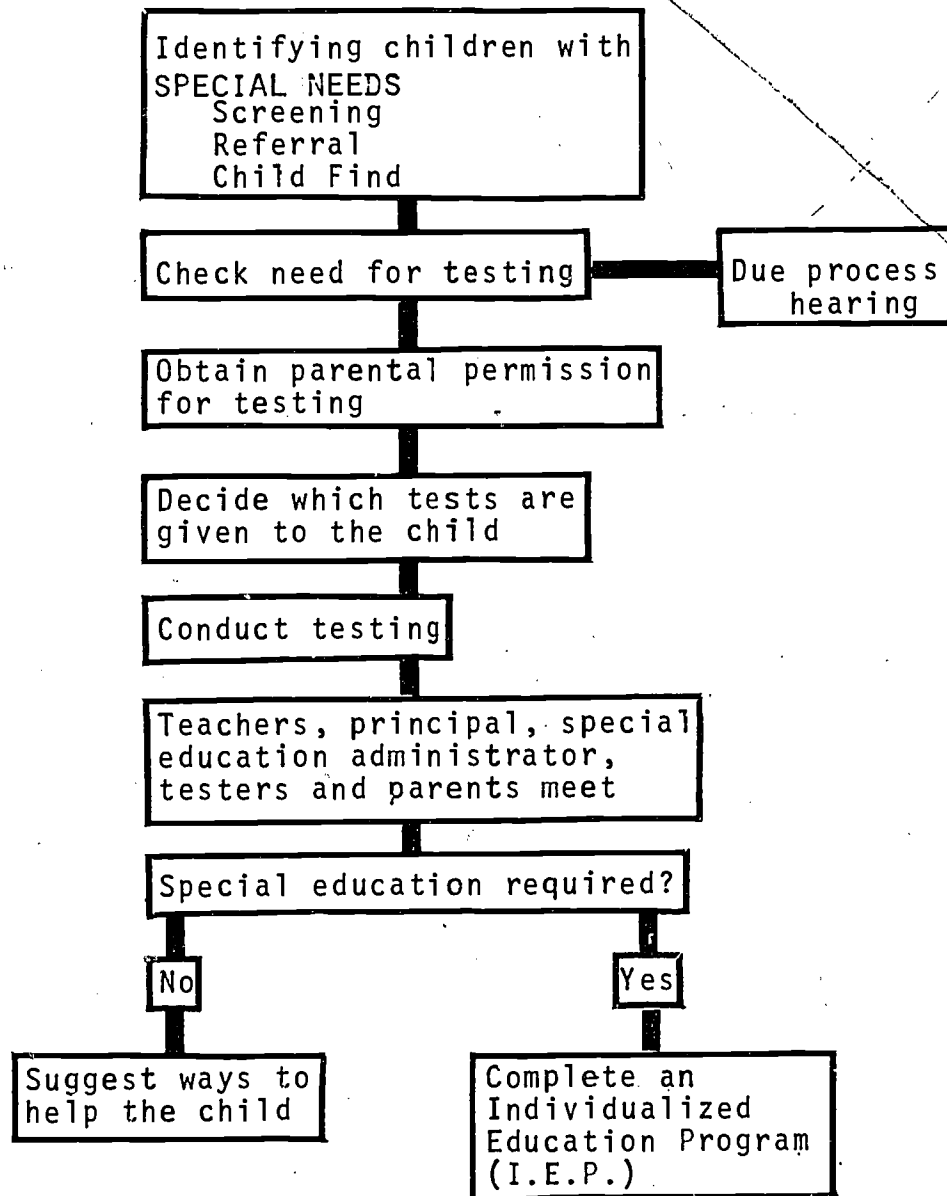 Identifying children with
SPECIAL NEEDS
Screening
Referral
Child Find
Check need for testing
Due process
hearing
Obtain parental permission
for testing
Decide which tests are
given to the child
Conduct testing
Teachers, principal, special
education administrator,
testers and parents meet
Special education required?
No
Yes
Suggest ways to
help the child
Complete an
Individualized
Education Program
(I.E.P.)